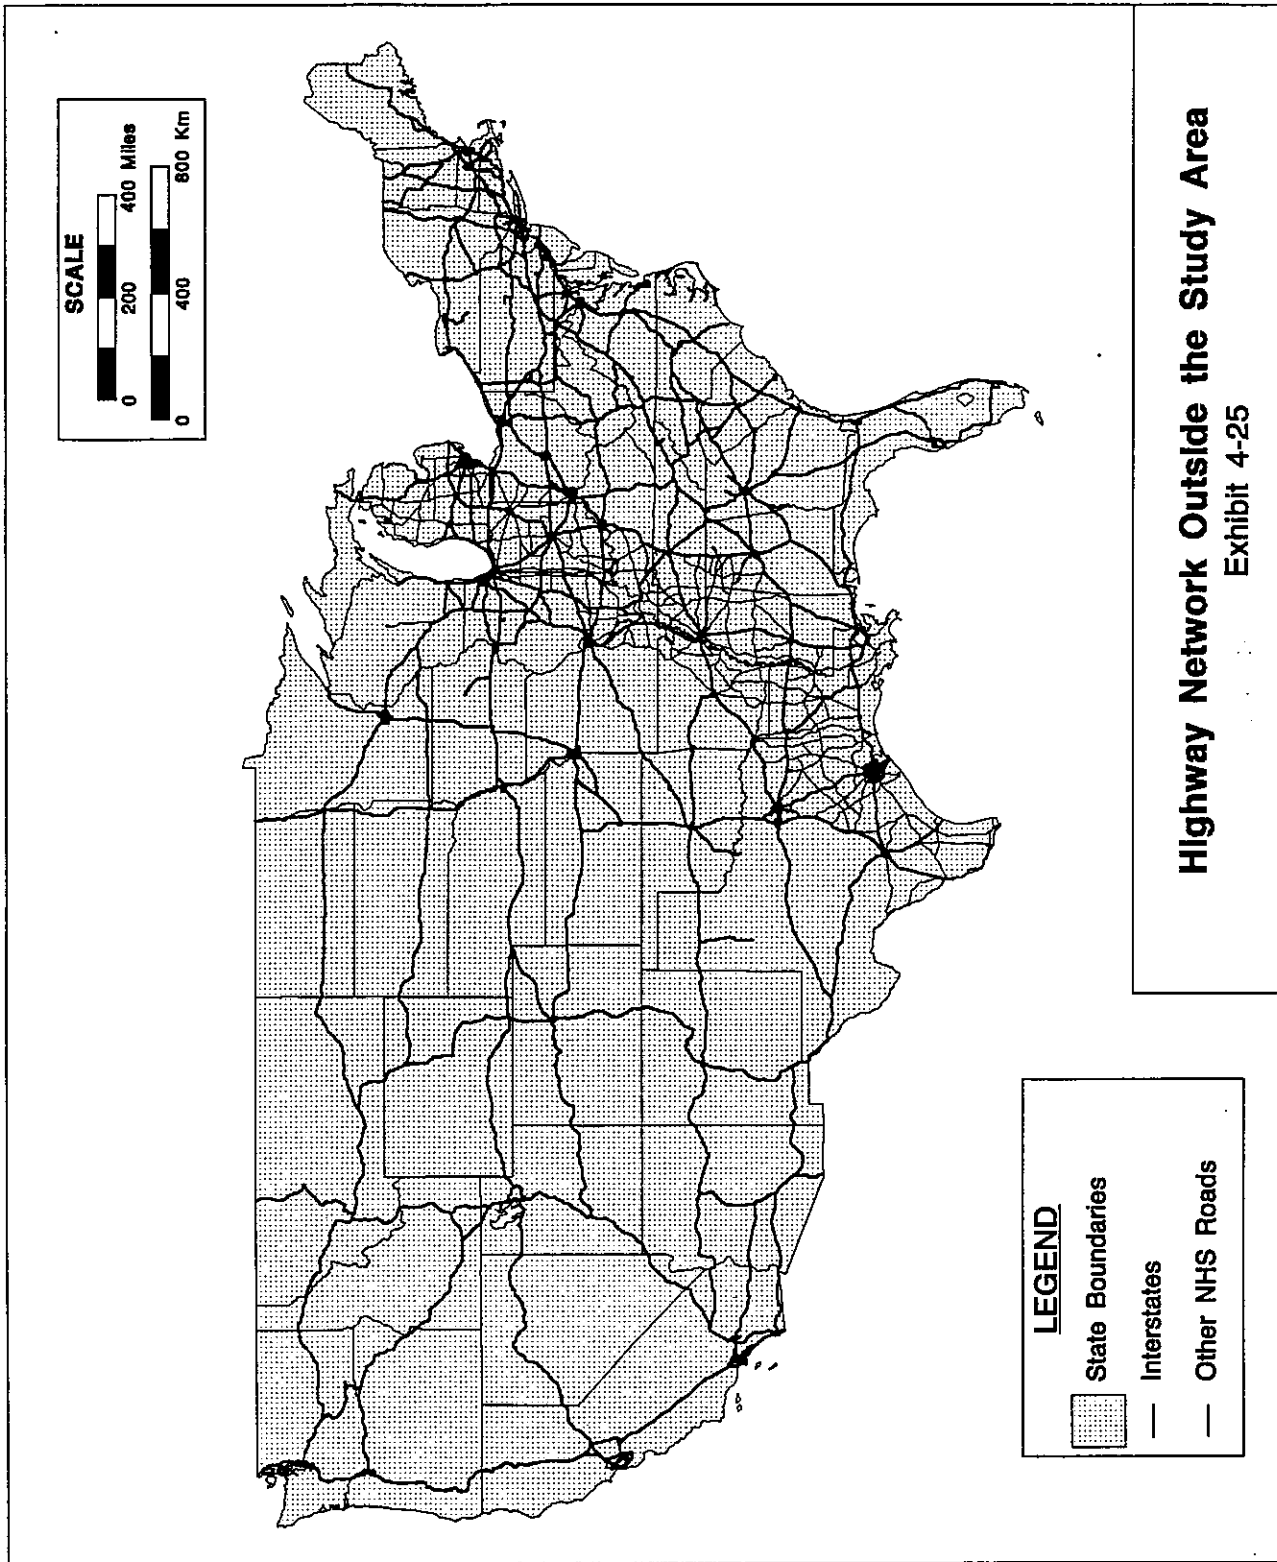 SCALE
0 200 400 Miles
0 400 800 Km
LEGEND
State Boundaries
Interstates
Other NHS Roads
Highway Network Outside the Study Area
Exhibit 4-25